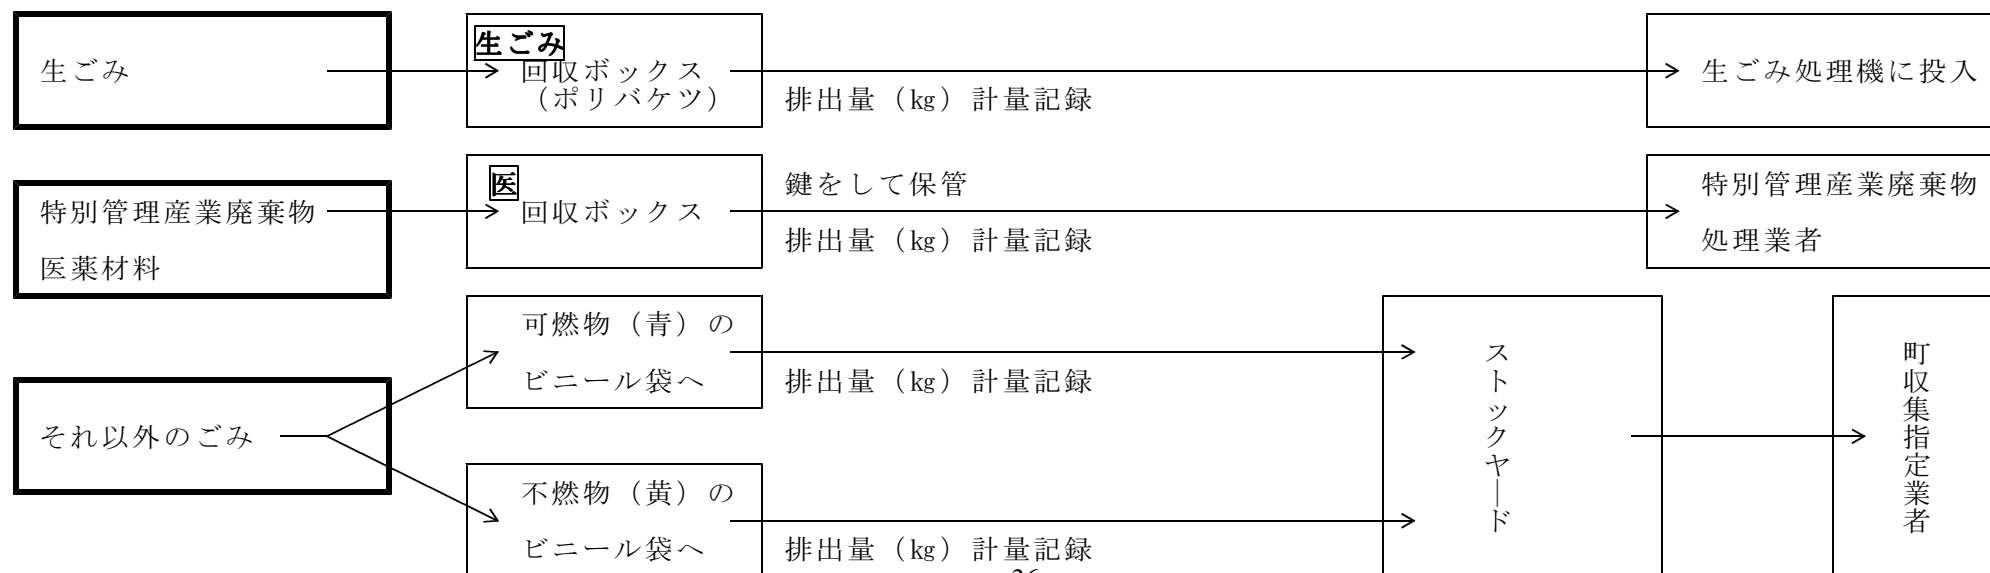 生ごみ
生ごみ
回収ボックス
（ポリバケツ）
排出量（㎏）計量記録
生ごみ処理機に投入
特別管理産業廃棄物
医薬材料
医
回収ボックス
鍵をして保管
排出量（㎏）計量記録
特別管理産業廃棄物
処理業者
それ以外のごみ
可燃物（青）の
ビニール袋へ
排出量（㎏）計量記録
不燃物（黄）の
ビニール袋へ
排出量（㎏）計量記録
ストックヤード
町収集指定業者